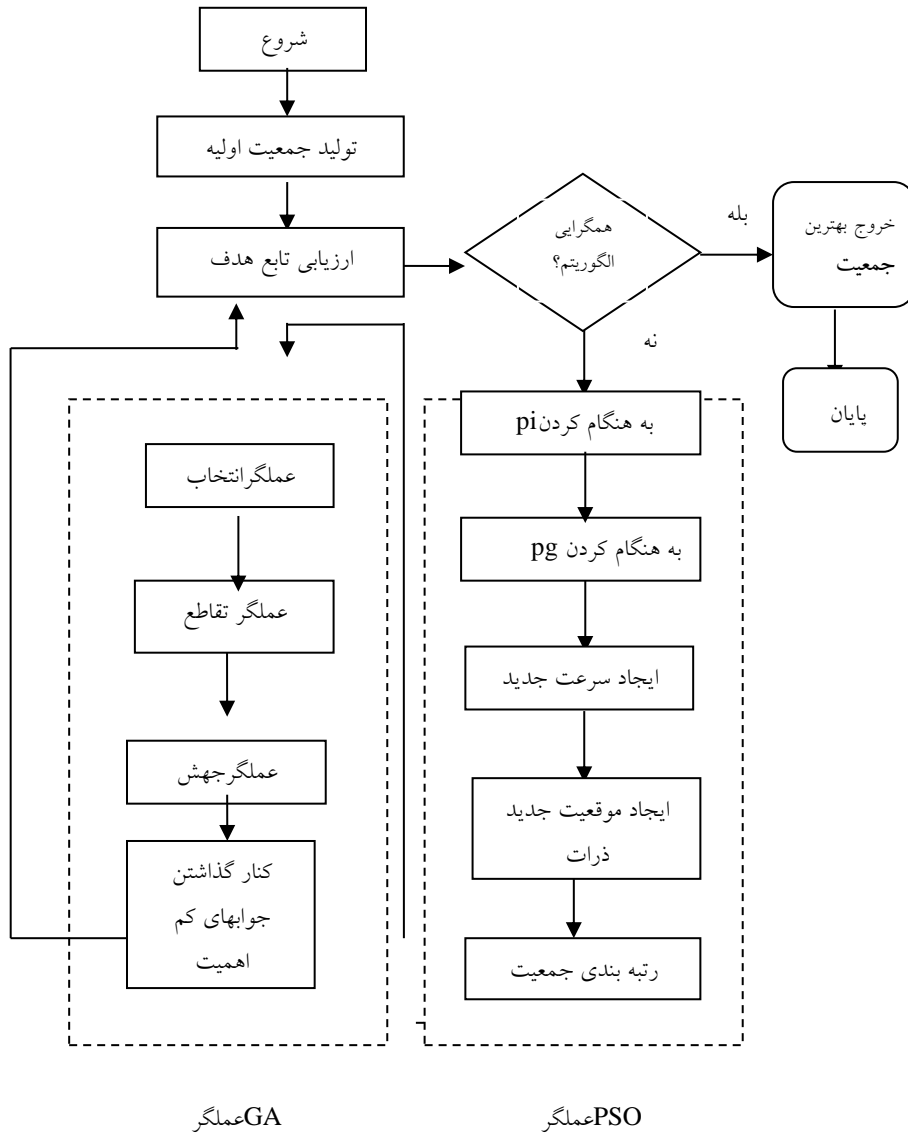 شروع
تولید جمعیت اولیه
ارزیابی تابع هدف
همگرایی
الگوریتم؟
بله
خروج بهترین
جمعیت
پایان
نه
به هنگام کردنpi
به هنگام کردن pg
ایجاد سرعت جدید
ایجاد موقعیت جدید
ذرات
رتبه بندی جمعیت
عملگرانتخاب
عملگر تقاطع
عملگرجهش
کنار گذاشتن
جوابهای کم
اهمیت
عملگرPSO
عملگرGA